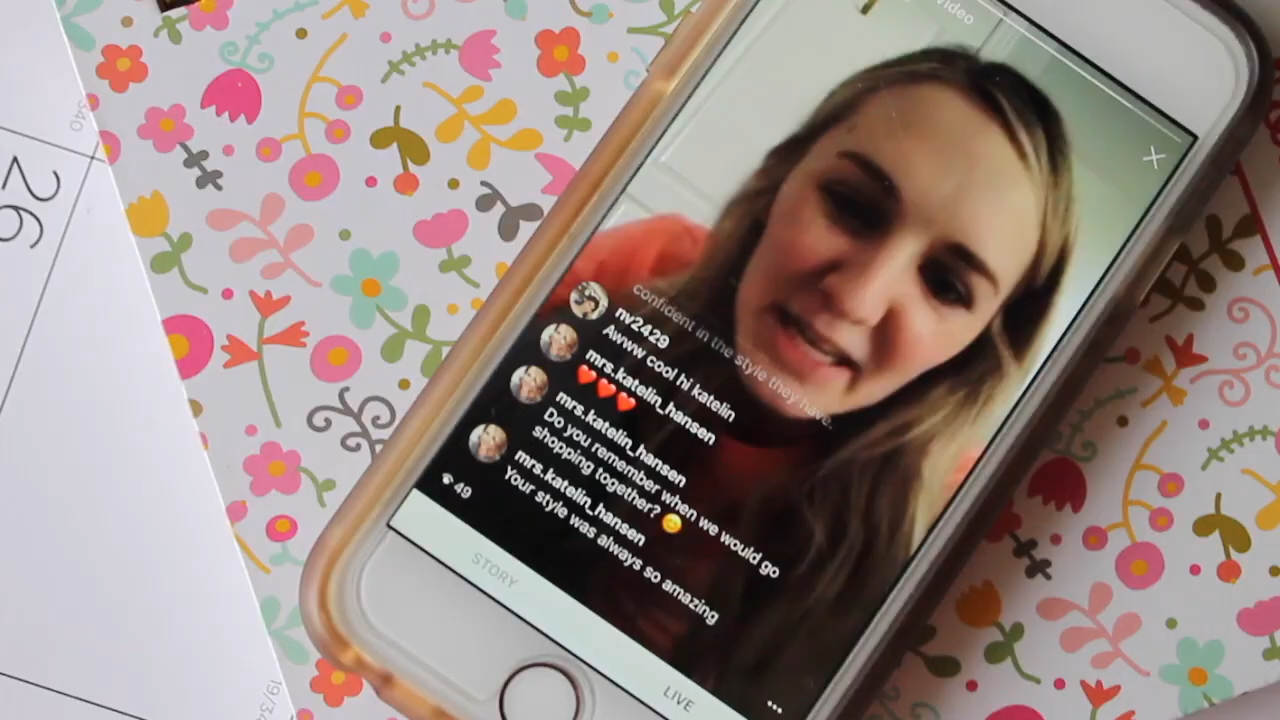 video
confident in the style they have.
nv2429
Awww cool hi katelin
mrs.katelin_hansen
❤️❤️❤️
mrs.katelin_hansen
Do you remember when we would go
shopping together? 😊
mrs.katelin_hansen
Your style was always so amazing
49
STORY
LIVE
340
26